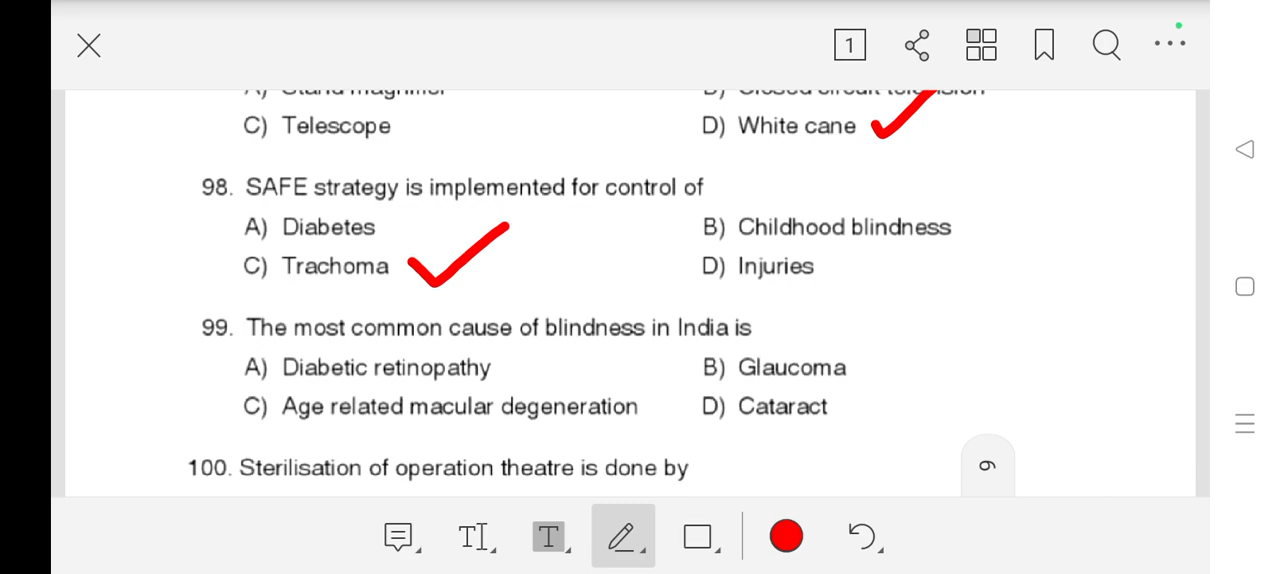 1
C) Telescope D) White cane
98. SAFE strategy is implemented for control of
A) Diabetes B) Childhood blindness
C) Trachoma D) Injuries
99. The most common cause of blindness in India is
A) Diabetic retinopathy B) Glaucoma
C) Age related macular degeneration D) Cataract
100. Sterilisation of operation theatre is done by